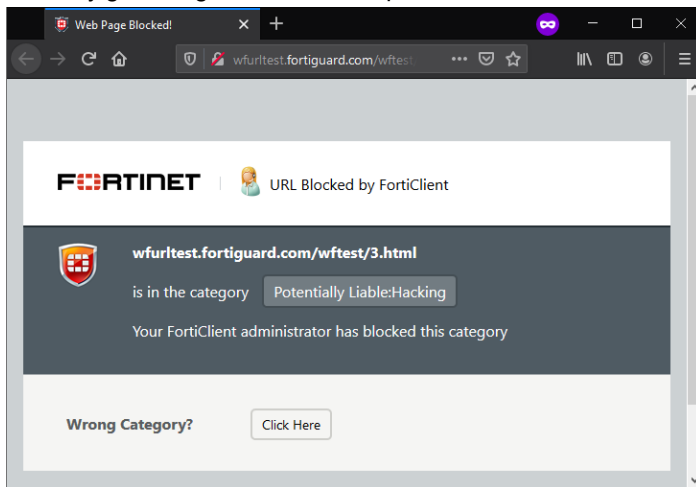 Web Page Blocked!
wfurltest.fortiguard.com/wftest
FORTINET
URL Blocked by FortiClient
wfurltest.fortiguard.com/wftest/3.html
is in the category Potentially Liable:Hacking
Your FortiClient administrator has blocked this category
Wrong Category? Click Here